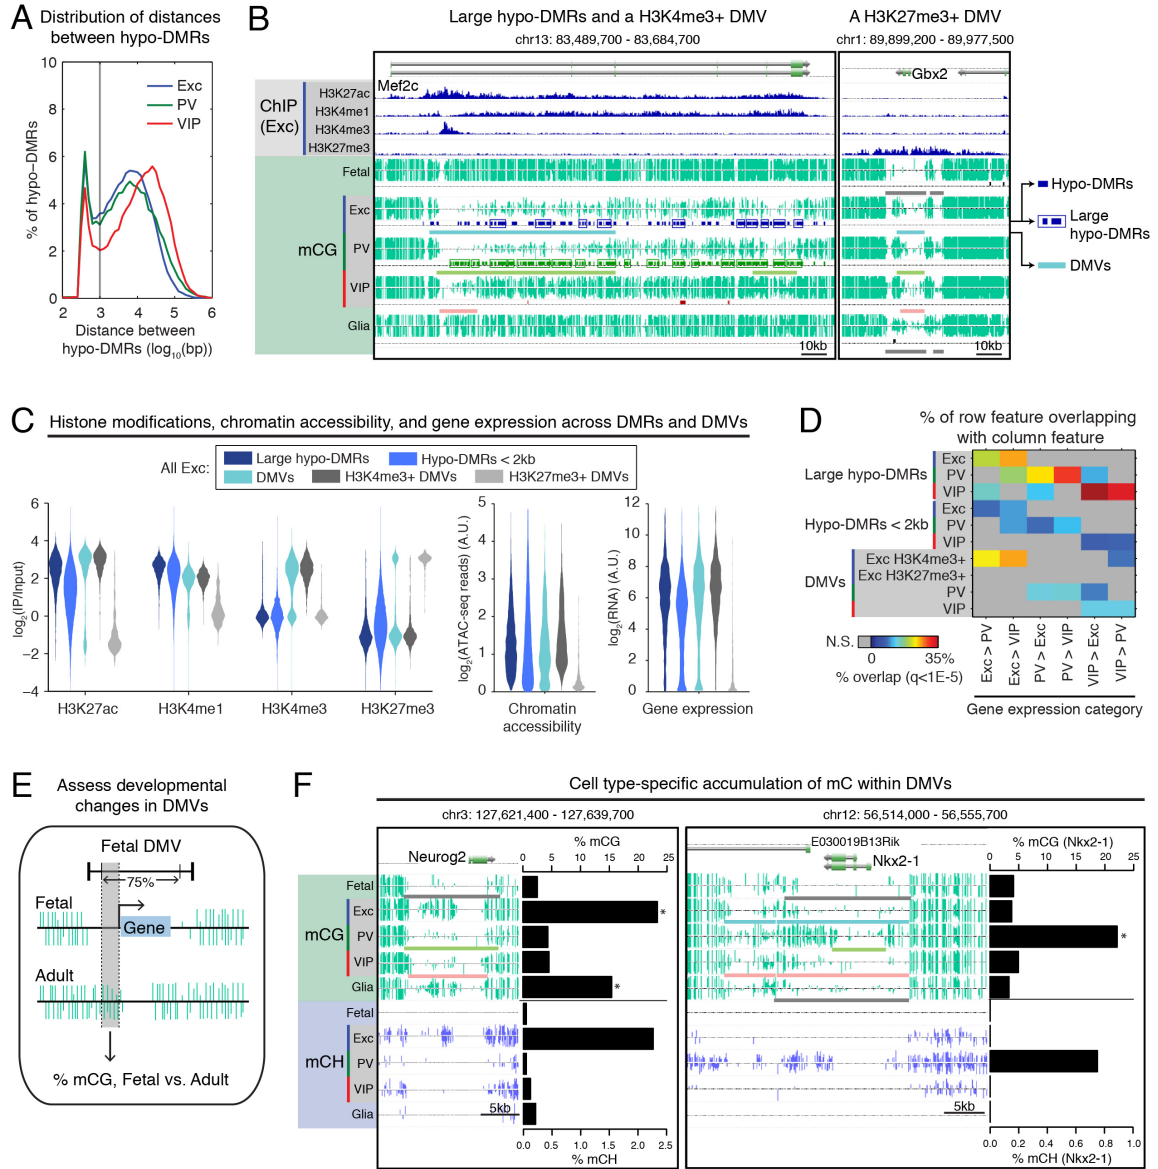 A
Distribution of distances
between hypo-DMRs
10
8
6
4
2
0
% of hypo–DMRs
Exc
PV
VIP
2 3 4 5 6
Distance between
hypo-DMRs (log10(bp))
B
Large hypo-DMRs and a H3K4me3+ DMV
chr13: 83,489,700 - 83,684,700
A H3K27me3+ DMV
chr1: 89,899,200 - 89,977,500
Mef2c
Gbx2
ChIP
(Exc)
H3K27ac
H3K4me1
H3K4me3
H3K27me3
mCG
Fetal
Exc
PV
VIP
Glia
10kb
10kb
Hypo-DMRs
Large
hypo-DMRs
DMVs
C
Histone modifications, chromatin accessibility, and gene expression across DMRs and DMVs
All Exc:
Large hypo-DMRs
Hypo-DMRs < 2kb
DMVs
H3K4me3+ DMVs
H3K27me3+ DMVs
6
4
2
0
−2
−4
log2(IP/Input)
H3K27ac
H3K4me1
H3K4me3
H3K27me3
5
4
3
2
1
0
log2(ATAC-seq reads) (A.U.)
Chromatin
accessibility
12
10
8
6
4
2
0
log2(RNA) (A.U.)
Gene expression
D
% of row feature overlapping
with column feature
Large hypo-DMRs
Exc
PV
VIP
Hypo-DMRs < 2kb
Exc
PV
VIP
DMVs
Exc H3K4me3+
Exc H3K27me3+
PV
VIP
N.S.
0
35%
% overlap (q<1E-5)
Exc > PV
Exc > VIP
PV > Exc
PV > VIP
VIP > Exc
VIP > PV
Gene expression category
E
Assess developmental
changes in DMVs
Fetal DMV
75%
Fetal
Gene
Adult
% mCG, Fetal vs. Adult
F
Cell type-specific accumulation of mC within DMVs
chr3: 127,621,400 - 127,639,700
chr12: 56,514,000 - 56,555,700
Neurog2
% mCG
0 5 10 15 20 25
E030019B13Rik
Nkx2-1
% mCG (Nkx2-1)
0 5 10 15 20 25
mCG
Fetal
Exc
PV
VIP
Glia
*
*
*
mCH
Fetal
Exc
PV
VIP
Glia
5kb
5kb
0.0 0.5 1.0 1.5 2.0 2.5
% mCH
0.0 0.2 0.4 0.6 0.8 1.0
% mCH (Nkx2-1)